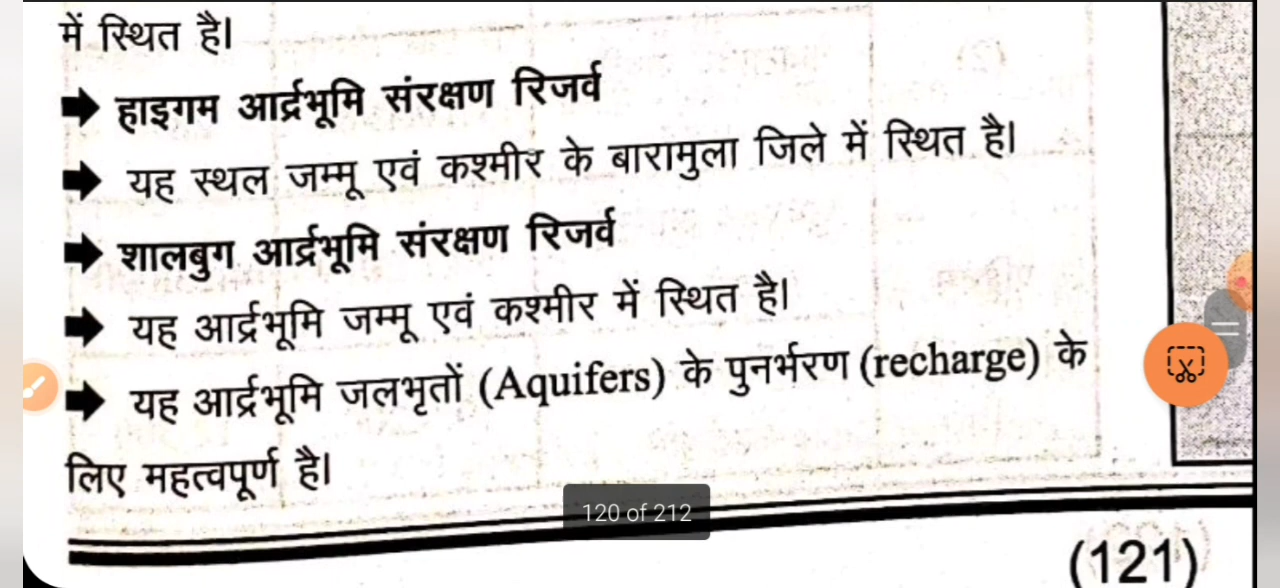 में स्थित है।
➡ हाइगम आर्द्रभूमि संरक्षण रिजर्व
➡ यह स्थल जम्मू एवं कश्मीर के बारामुला जिले में स्थित है।
➡ शालबुग आर्द्रभूमि संरक्षण रिजर्व
➡ यह आर्द्रभूमि जम्मू एवं कश्मीर में स्थित है।
➡ यह आर्द्रभूमि जलभृतों (Aquifers) के पुनर्भरण (recharge) के
लिए महत्वपूर्ण है।
120 of 212
(121)